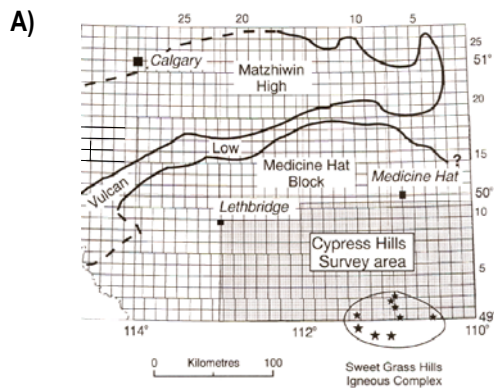 A)
25 20 10 5
Calgary
25
51°
Matzhiwin
High
20
Low
15
?
Medicine Hat
Block
Medicine Hat
Vulcan
50°
Lethbridge
10
Cypress Hills
Survey area
5
49°
114° 112° 110°
Kilometres
0 100
Sweet Grass Hills
Igneous Complex